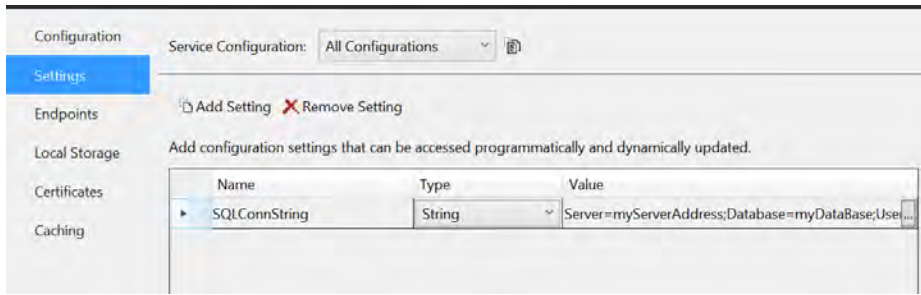 Configuration
Service Configuration: All Configurations
Settings
Add Setting Remove Setting
Endpoints
Local Storage
Add configuration settings that can be accessed programmatically and dynamically updated.
Certificates
Name Type Value
SQLConnString String Server=myServerAddress;Database=myDataBase;User...
Caching